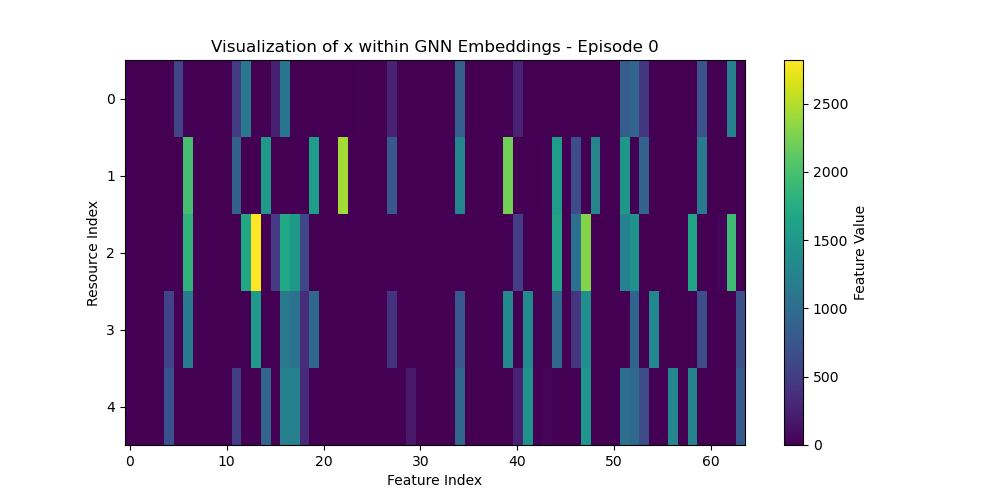 Visualization of x within GNN Embeddings - Episode 0
Resource Index
0
1
2
3
4
0 10 20 30 40 50 60
Feature Index
2500
2000
1500
1000
500
0
Feature Value